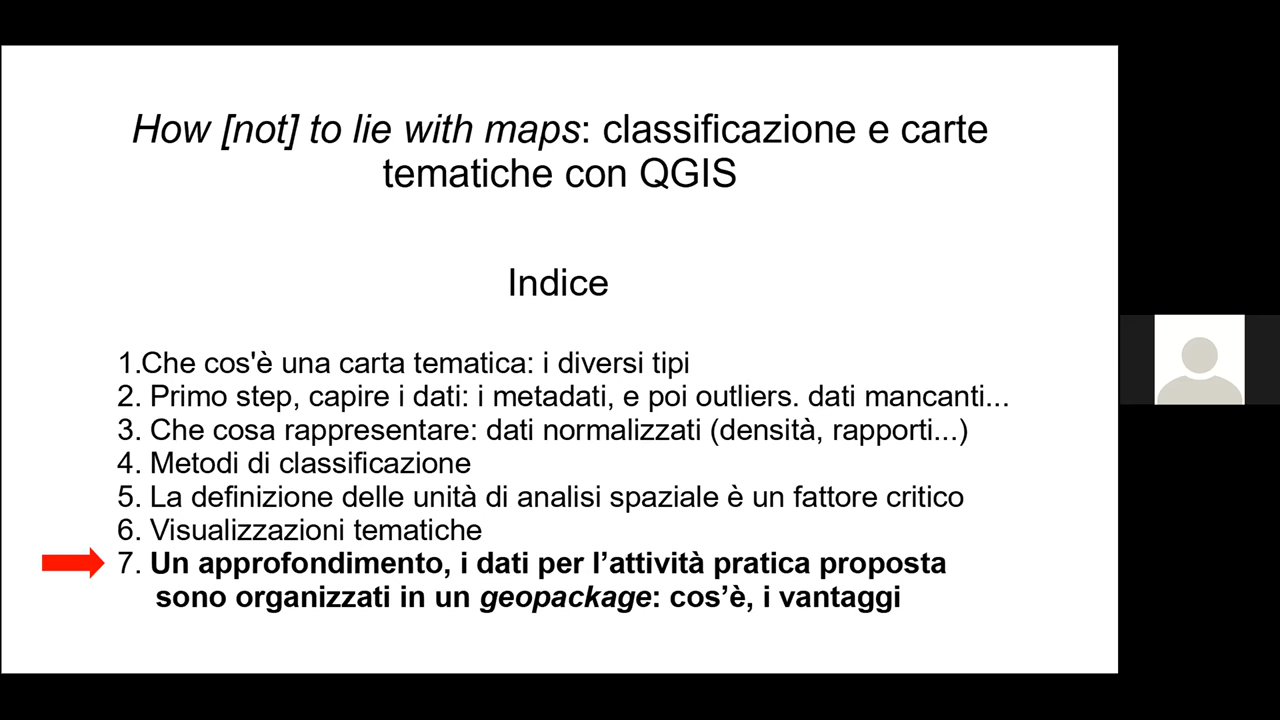 How [not] to lie with maps: classificazione e carte
tematiche con QGIS
Indice
1.Che cos'è una carta tematica: i diversi tipi
2. Primo step, capire i dati: i metadati, e poi outliers. dati mancanti...
3. Che cosa rappresentare: dati normalizzati (densità, rapporti...)
4. Metodi di classificazione
5. La definizione delle unità di analisi spaziale è un fattore critico
6. Visualizzazioni tematiche
7. Un approfondimento, i dati per l’attività pratica proposta
sono organizzati in un geopackage: cos’è, i vantaggi